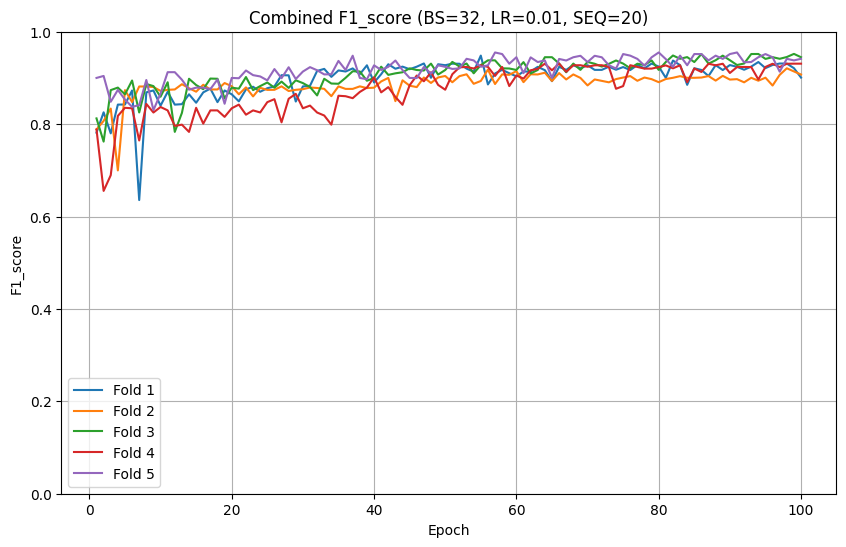 Combined F1_score (BS=32, LR=0.01, SEQ=20)
1.0
0.8
0.6
0.4
0.2
0.0
F1_score
Fold 1
Fold 2
Fold 3
Fold 4
Fold 5
0 20 40 60 80 100
Epoch